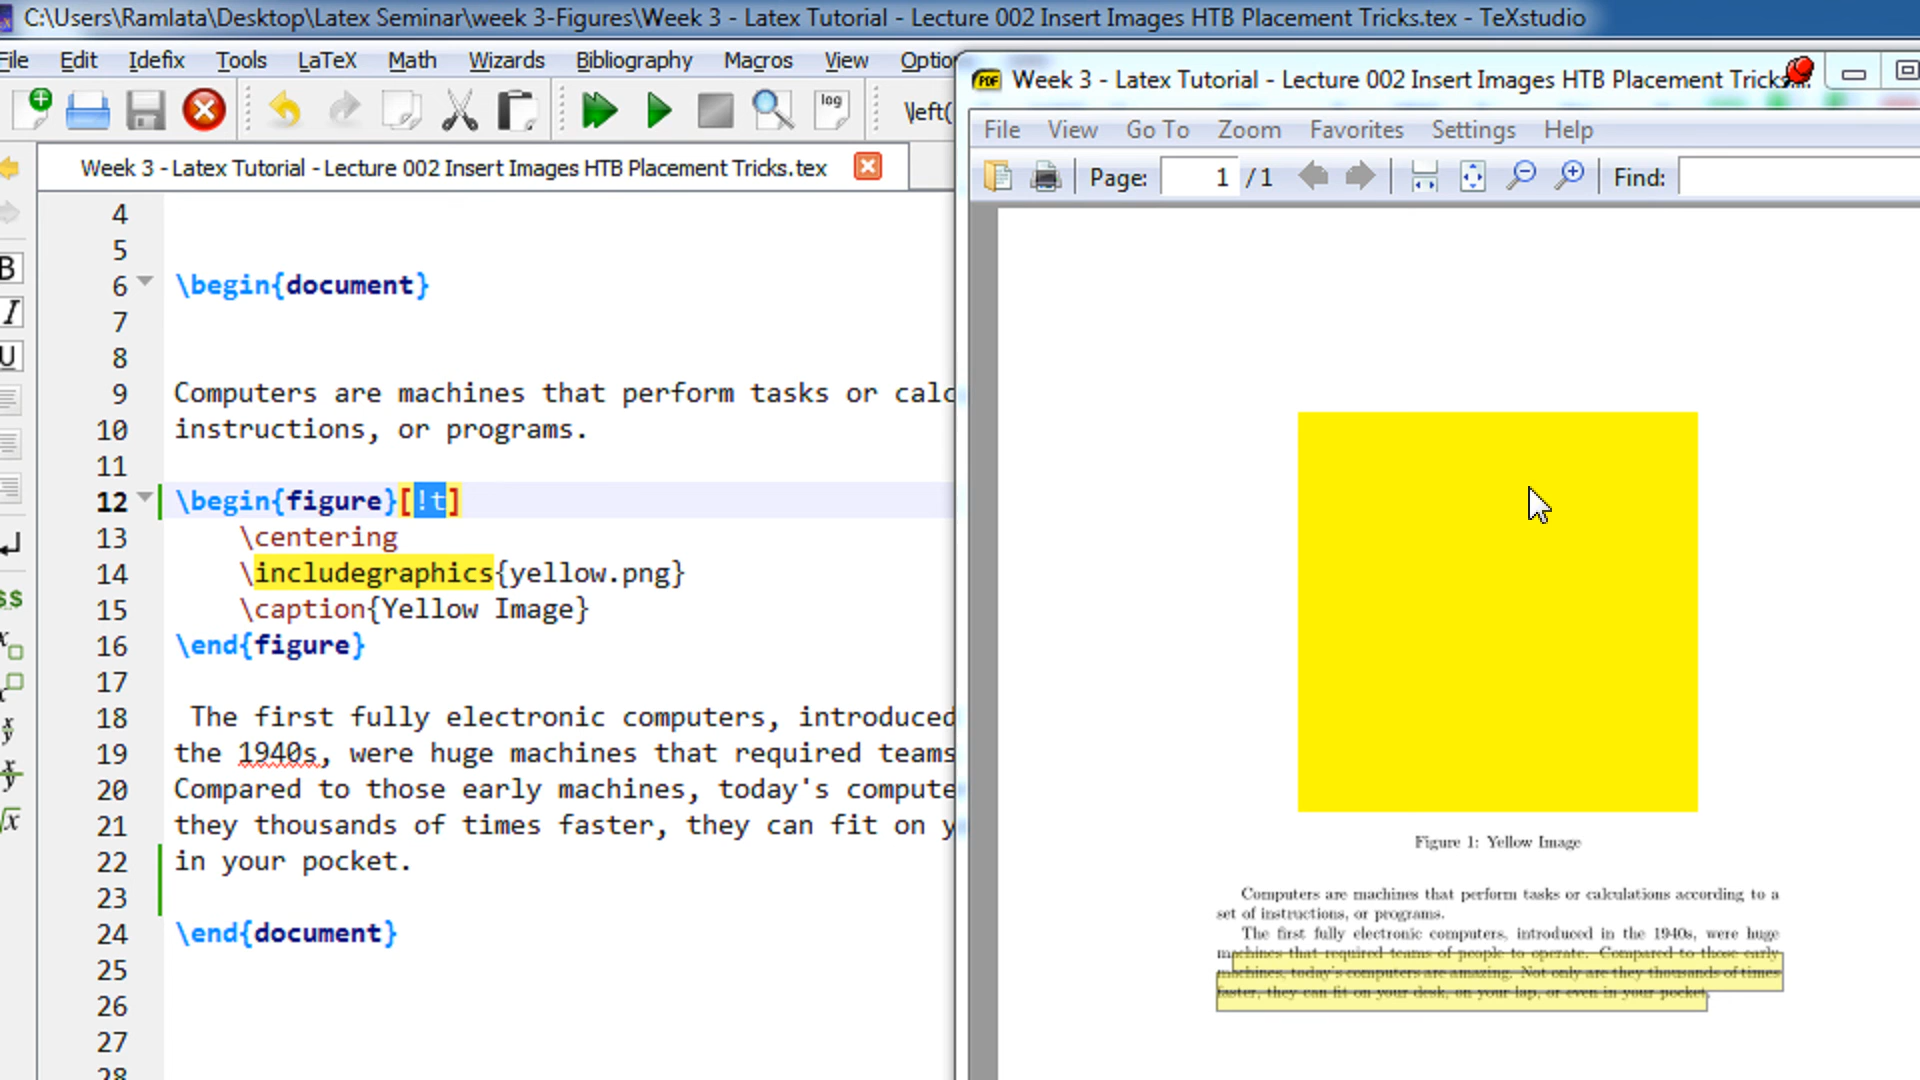 C:\Users\Ramlata\Desktop\Latex Seminar\week 3-Figures\Week 3 - Latex Tutorial - Lecture 002 Insert Images HTB Placement Tricks.tex - TeXstudio
File Edit Idefix Tools LaTeX Math Wizards Bibliography Macros View Optio
log \left(
Week 3 - Latex Tutorial - Lecture 002 Insert Images HTB Placement Tricks.tex
B
I
U
$$
4
5
6 \begin{document}
7
8
9 Computers are machines that perform tasks or calc
10 instructions, or programs.
11
12 \begin{figure}[!t]
13 \centering
14 \includegraphics{yellow.png}
15 \caption{Yellow Image}
16 \end{figure}
17
18 The first fully electronic computers, introduced
19 the 1940s, were huge machines that required teams
20 Compared to those early machines, today's compute
21 they thousands of times faster, they can fit on y
22 in your pocket.
23
24 \end{document}
25
26
27
28
PDF Week 3 - Latex Tutorial - Lecture 002 Insert Images HTB Placement Tricks...
File View Go To Zoom Favorites Settings Help
Page: 1 / 1 Find:
Figure 1: Yellow Image
Computers are machines that perform tasks or calculations according to a
set of instructions, or programs.
The first fully electronic computers, introduced in the 1940s, were huge
machines that required teams of people to operate. Compared to those early
machines, today's computers are amazing. Not only are they thousands of times
faster, they can fit on your desk, on your lap, or even in your pocket.